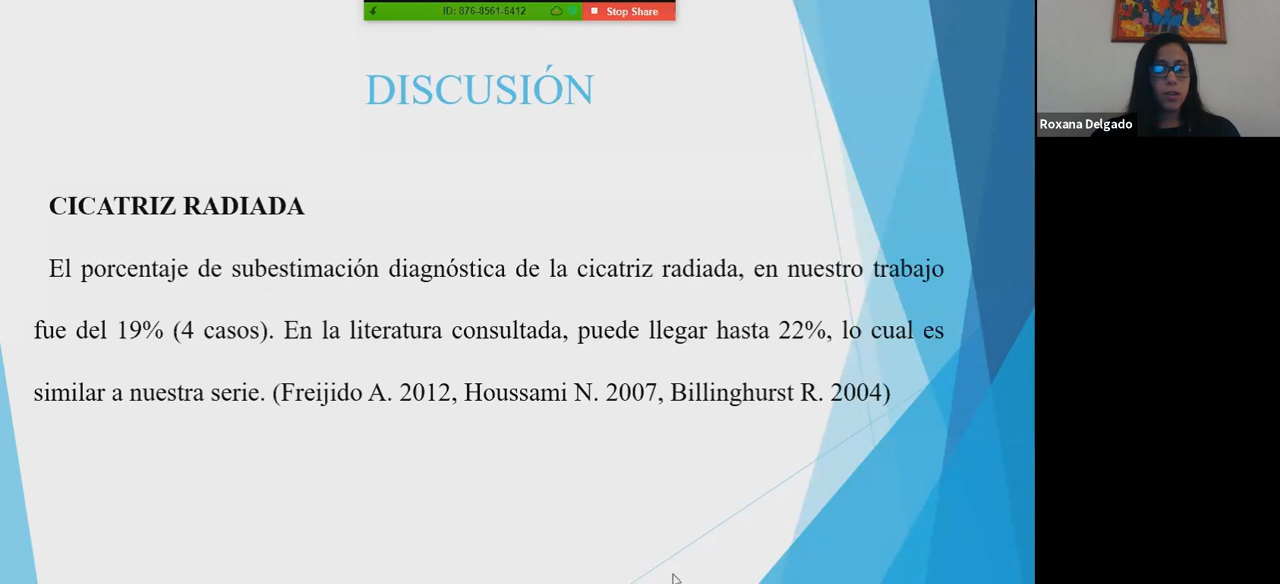 ID: 876-8561-6412
Stop Share
DISCUSIÓN
Roxana Delgado
CICATRIZ RADIADA
El porcentaje de subestimación diagnóstica de la cicatriz radiada, en nuestro trabajo
fue del 19% (4 casos). En la literatura consultada, puede llegar hasta 22%, lo cual es
similar a nuestra serie. (Freijido A. 2012, Houssami N. 2007, Billinghurst R. 2004)